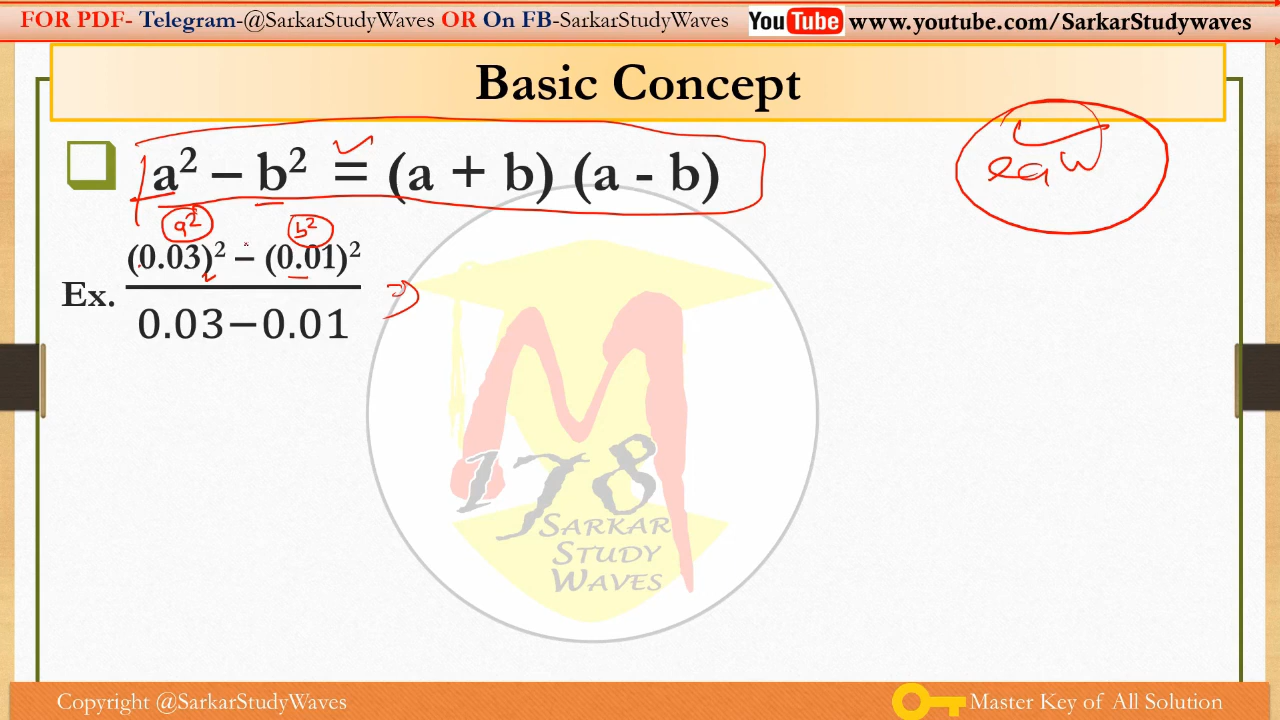 FOR PDF- Telegram-@SarkarStudyWaves OR On FB-SarkarStudyWaves YouTube www.youtube.com/SarkarStudywaves
Basic Concept
a² – b² = (a + b) (a - b)
a² b²
Ex. (0.03)² – (0.01)²
0.03−0.01
178
SARKAR
STUDY
WAVES
Copyright @SarkarStudyWaves
Master Key of All Solution